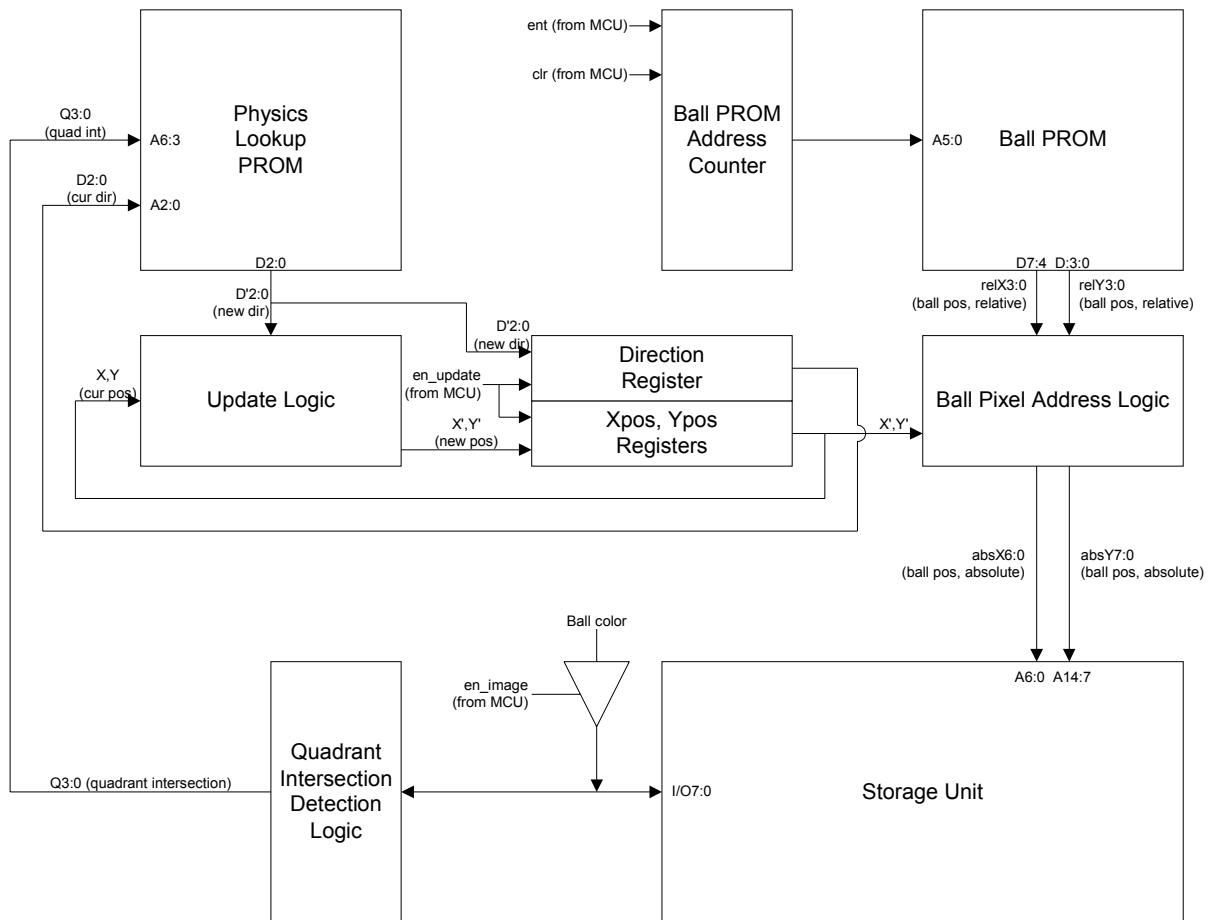 ent (from MCU)
clr (from MCU)
Q3:0
(quad int)
A6:3
Physics
Lookup
PROM
D2:0
(cur dir)
A2:0
D2:0
Ball PROM
Address
Counter
A5:0
Ball PROM
D7:4
D:3:0
D'2:0
(new dir)
relX3:0
(ball pos, relative)
relY3:0
(ball pos, relative)
D'2:0
(new dir)
X,Y
(cur pos)
Update Logic
en_update
(from MCU)
X',Y'
(new pos)
Direction
Register
Xpos, Ypos
Registers
X',Y'
Ball Pixel Address Logic
absX6:0
(ball pos, absolute)
absY7:0
(ball pos, absolute)
Ball color
en_image
(from MCU)
A6:0
A14:7
Q3:0 (quadrant intersection)
Quadrant
Intersection
Detection
Logic
I/O7:0
Storage Unit